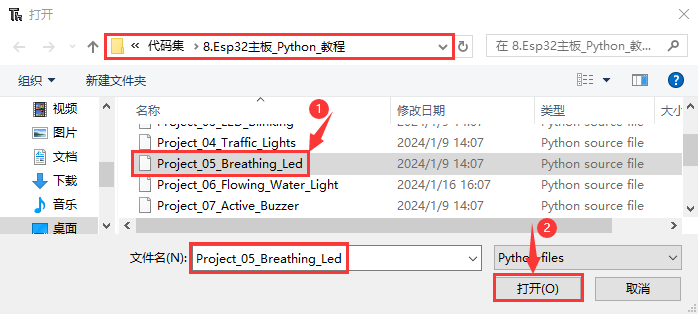 打开
« 代码集 › 8.Esp32主板_Python_教程
在 8.Esp32主板_Python_教...
组织 新建文件夹
名称 修改日期 类型 大小
视频
图片
文档
下载
音乐
桌面
Project_03_LED_Blinking 2024/1/9 14:07 Python source file
Project_04_Traffic_Lights 2024/1/9 14:07 Python source file
Project_05_Breathing_Led 2024/1/9 14:07 Python source file
Project_06_Flowing_Water_Light 2024/1/16 16:07 Python source file
Project_07_Active_Buzzer 2024/1/9 14:07 Python source file
1
2
文件名(N): Project_05_Breathing_Led Python files
打开(O) 取消